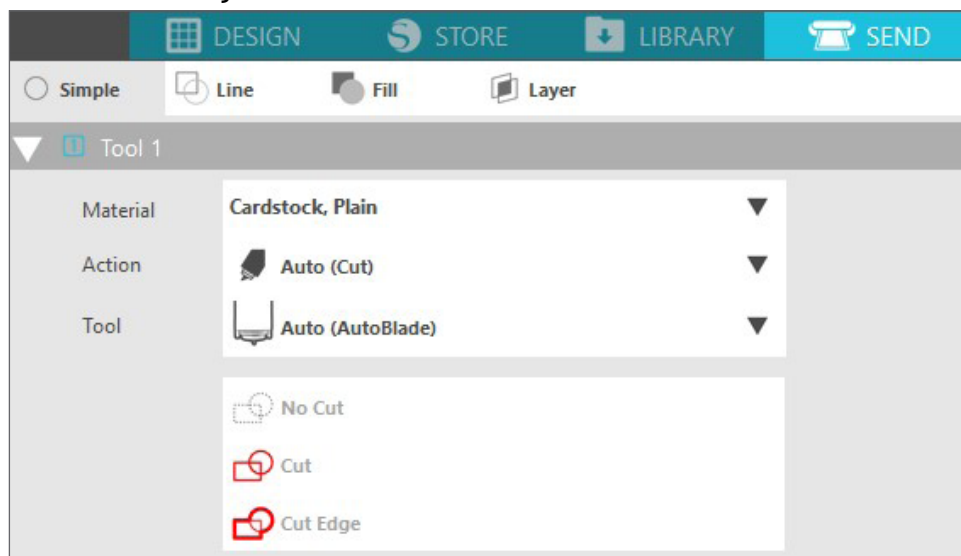 DESIGN STORE LIBRARY SEND
Simple Line Fill Layer
1 Tool 1
Material Cardstock, Plain
Action Auto (Cut)
Tool Auto (AutoBlade)
No Cut
Cut
Cut Edge